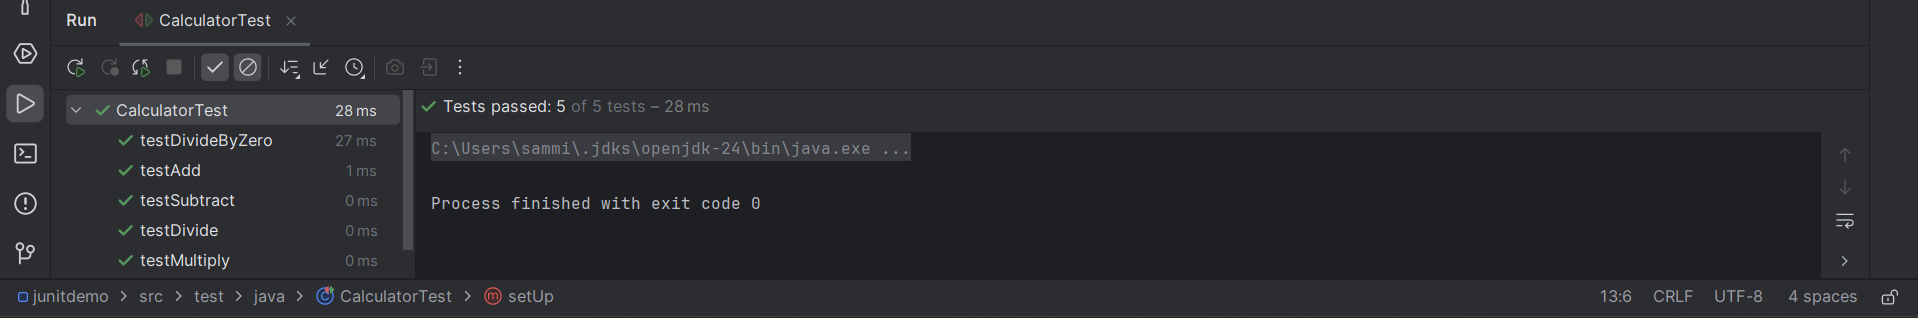 Run CalculatorTest
CalculatorTest 28 ms
testDivideByZero 27 ms
testAdd 1 ms
testSubtract 0 ms
testDivide 0 ms
testMultiply 0 ms
Tests passed: 5 of 5 tests – 28 ms
C:\Users\sammi\.jdks\openjdk-24\bin\java.exe ...
Process finished with exit code 0
junitdemo > src > test > java > CalculatorTest > setUp 13:6 CRLF UTF-8 4 spaces